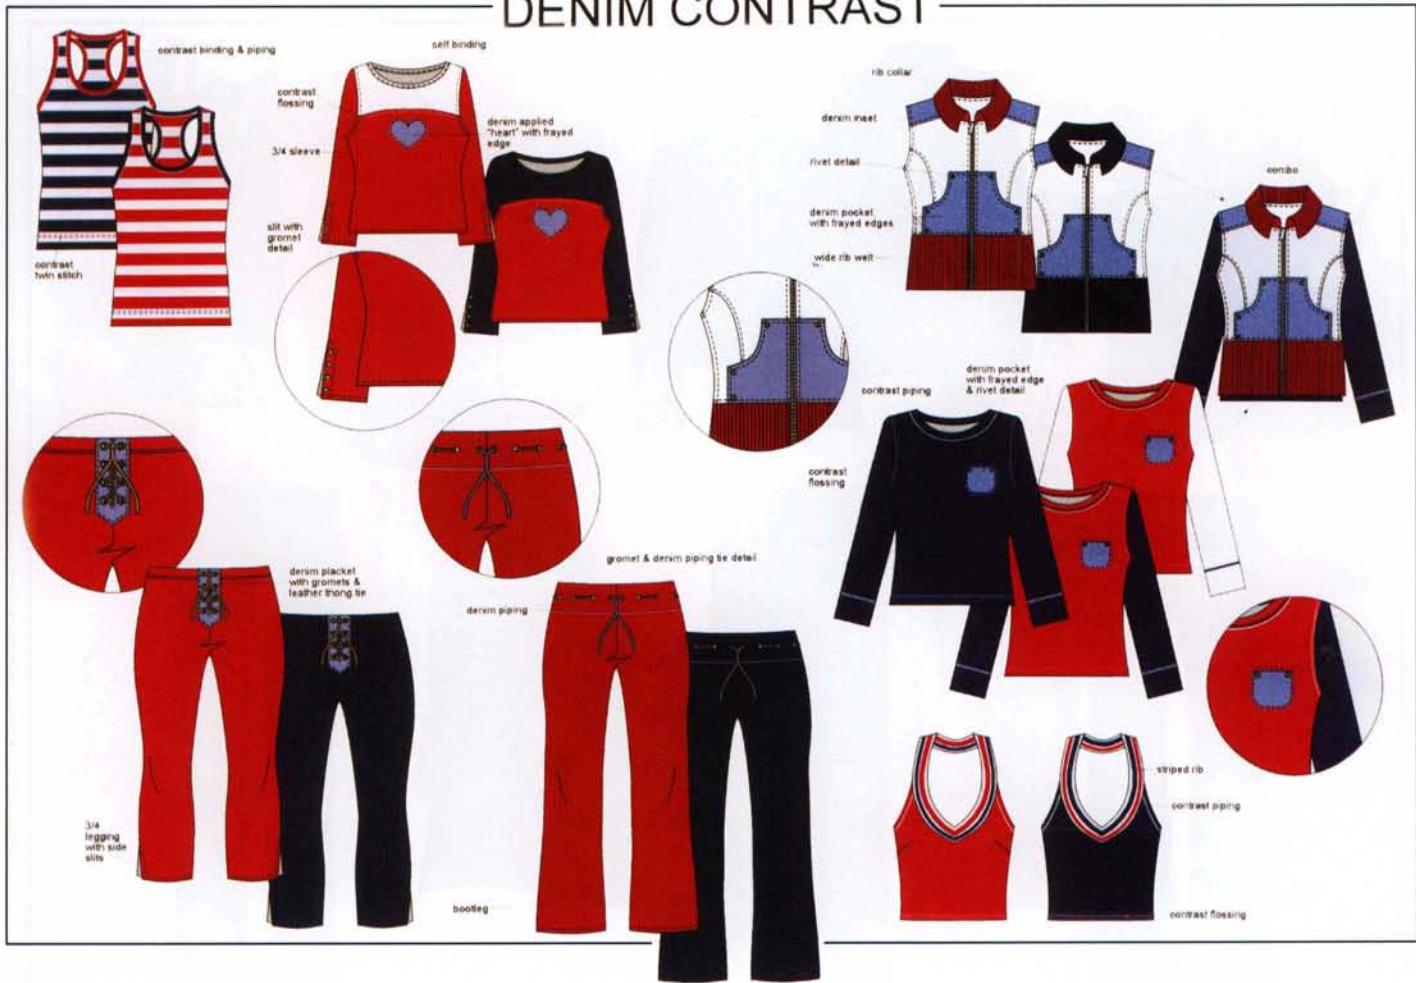 DENIM CONTRAST
contrast binding & piping
self binding
contrast
flossing
denim applied
"heart" with frayed
edge
3/4 sleeve
slit with
gromet
detail
contrast
twin stitch
rib collar
denim inset
rivet detail
denim pocket
with frayed edges
wide rib welt
combo
contrast piping
denim pocket
with frayed edge
& rivet detail
contrast
flossing
denim placket
with gromets &
leather thong tie
gromet & denim piping tie detail
denim piping
3/4
legging
with side
slits
bootleg
striped rib
contrast piping
contrast flossing